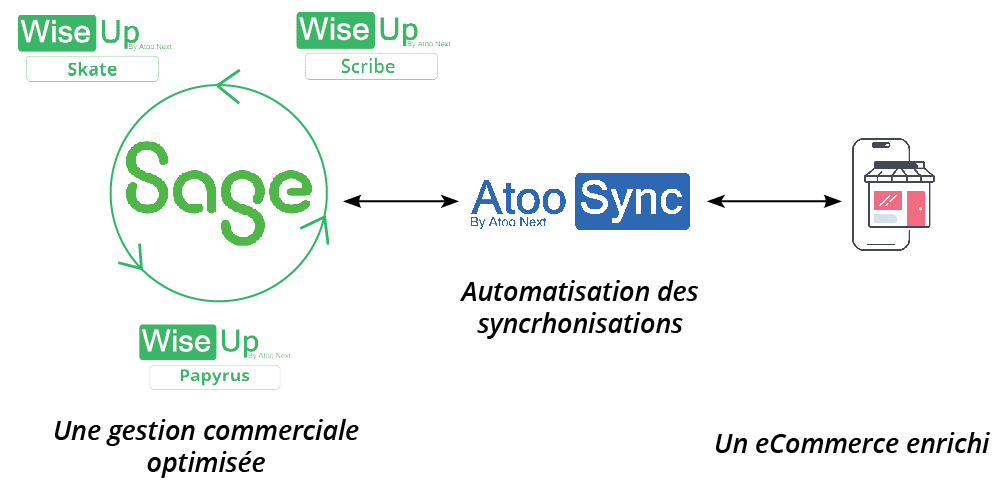 Wise Up
By Atoo Next
Skate
Wise Up
By Atoo Next
Scribe
Sage
Atoo Sync
By Atoo Next
Automatisation des
syncrhonisations
Wise Up
By Atoo Next
Papyrus
Une gestion commerciale
optimisée
Un eCommerce enrichi